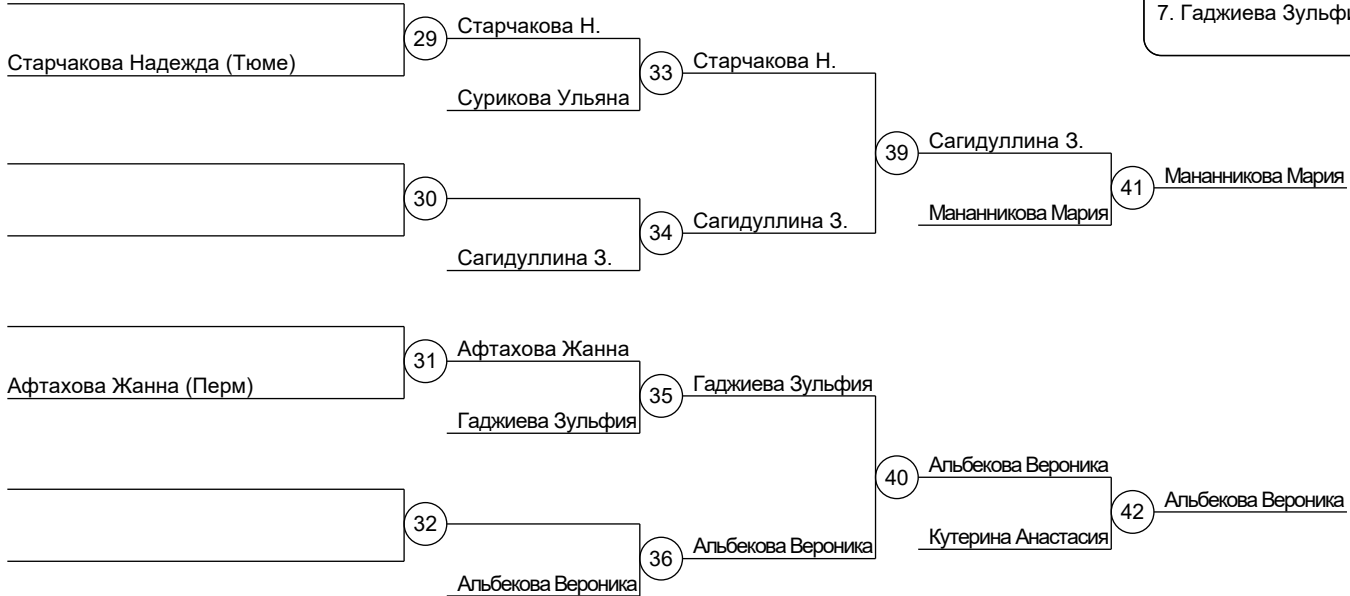 7. Гаджиева
29
Старчакова Н.
Старчакова Надежда (Тюме)
33
Старчакова Н.
Сурикова Ульяна
39
Сагидуллина З.
41
Мананникова Мария
30
Мананникова Мария
34
Сагидуллина З.
Сагидуллина З.
31
Афтахова Жанна
Афтахова Жанна (Перм)
35
Гаджиева Зульфия
Гаджиева Зульфия
40
Альбекова Вероника
42
Альбекова Вероника
32
Кутерина Анастасия
36
Альбекова Вероника
Альбекова Вероника